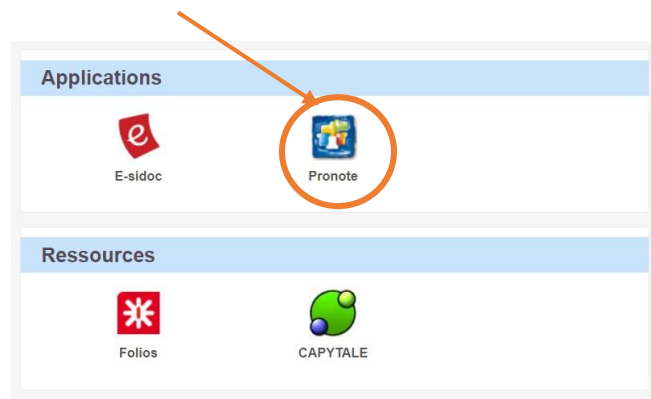 Applications
E-sidoc
Pronote
Ressources
Folios
CAPYTALE